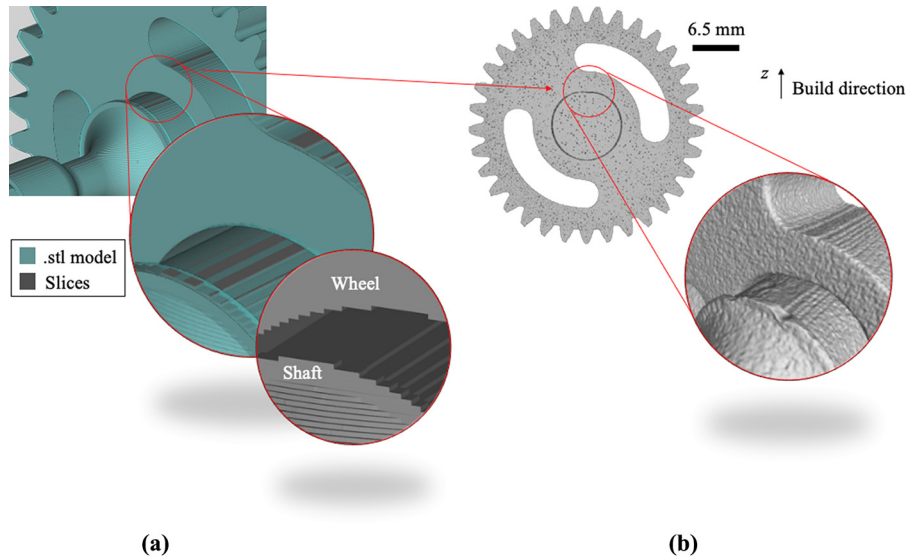 6.5 mm
z
Build direction
.stl model
Slices
Wheel
Shaft
(a)
(b)